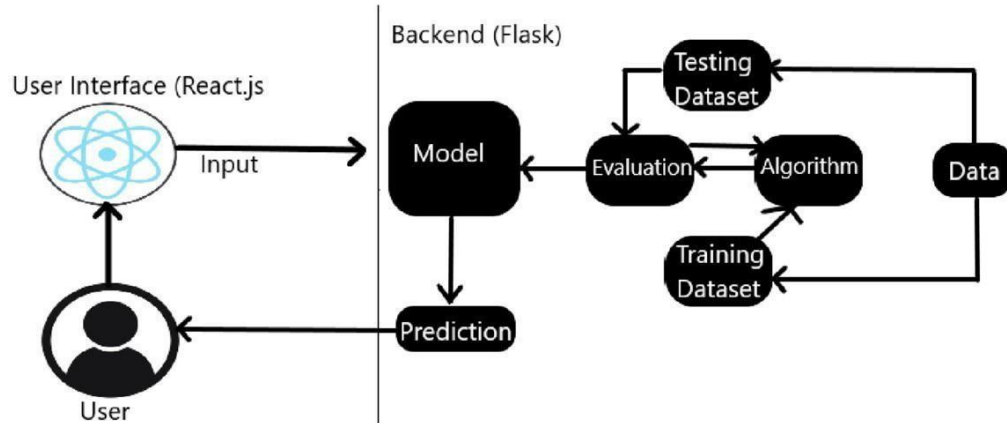 Backend (Flask)
User Interface (React.js
Input
User
Model
Prediction
Evaluation
Algorithm
Testing
Dataset
Training
Dataset
Data